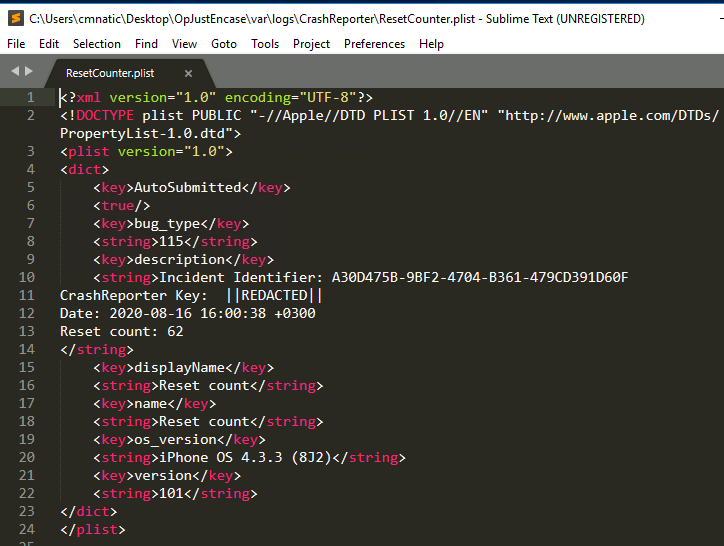 C:\Users\cmnatic\Desktop\OpJustEncase\var\logs\CrashReporter\ResetCounter.plist - Sublime Text (UNREGISTERED)
File Edit Selection Find View Goto Tools Project Preferences Help
ResetCounter.plist ×
1 <?xml version="1.0" encoding="UTF-8"?>
2 <!DOCTYPE plist PUBLIC "-//Apple//DTD PLIST 1.0//EN" "http://www.apple.com/DTDs/
PropertyList-1.0.dtd">
3 <plist version="1.0">
4 <dict>
5 <key>AutoSubmitted</key>
6 <true/>
7 <key>bug_type</key>
8 <string>115</string>
9 <key>description</key>
10 <string>Incident Identifier: A30D475B-9BF2-4704-B361-479CD391D60F
11 CrashReporter Key:  ||REDACTED||
12 Date: 2020-08-16 16:00:38 +0300
13 Reset count: 62
14 </string>
15 <key>displayName</key>
16 <string>Reset count</string>
17 <key>name</key>
18 <string>Reset count</string>
19 <key>os_version</key>
20 <string>iPhone OS 4.3.3 (8J2)</string>
21 <key>version</key>
22 <string>101</string>
23 </dict>
24 </plist>
25